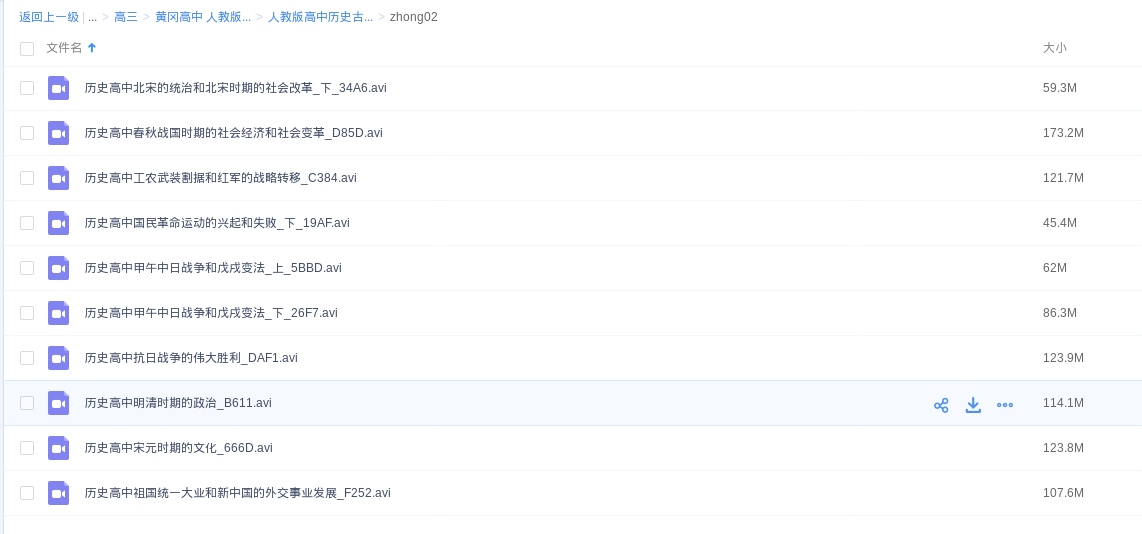 返回上一级 | ... > 高三 > 黄冈高中 人教版... > 人教版高中历史古... > zhong02
文件名 大小
历史高中北宋的统治和北宋时期的社会改革_下_34A6.avi 59.3M
历史高中春秋战国时期的社会经济和社会变革_D85D.avi 173.2M
历史高中工农武装割据和红军的战略转移_C384.avi 121.7M
历史高中国民革命运动的兴起和失败_下_19AF.avi 45.4M
历史高中甲午中日战争和戊戌变法_上_5BBD.avi 62M
历史高中甲午中日战争和戊戌变法_下_26F7.avi 86.3M
历史高中抗日战争的伟大胜利_DAF1.avi 123.9M
历史高中明清时期的政治_B611.avi 114.1M
历史高中宋元时期的文化_666D.avi 123.8M
历史高中祖国统一大业和新中国的外交事业发展_F252.avi 107.6M